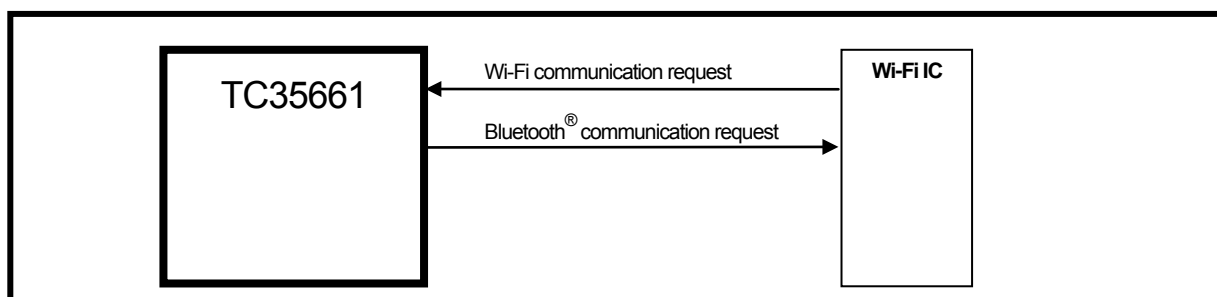 TC35661
Wi-Fi communication request
Wi-Fi IC
Bluetooth® communication request